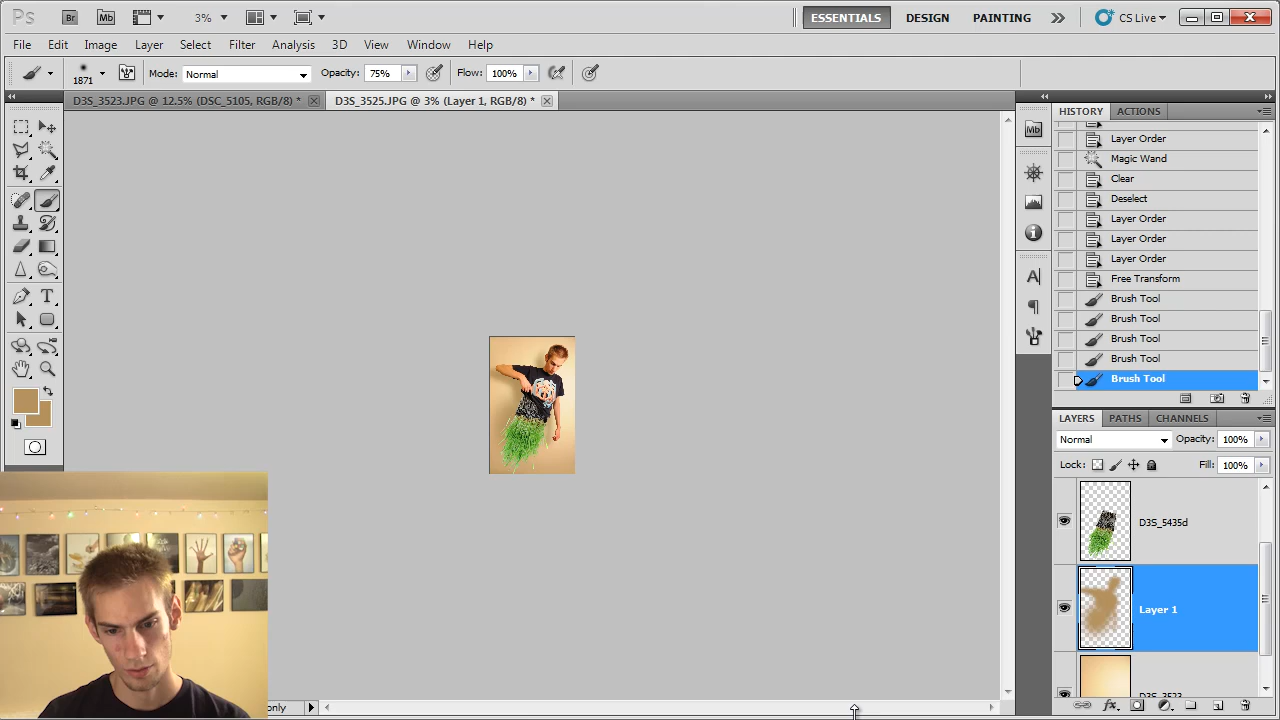 Ps Br Mb 3% ESSENTIALS DESIGN PAINTING CS Live
File Edit Image Layer Select Filter Analysis 3D View Window Help
1871 Mode: Normal Opacity: 75% Flow: 100%
D3S_3523.JPG @ 12.5% (DSC_5105, RGB/8) * D3S_3525.JPG @ 3% (Layer 1, RGB/8) *
HISTORY ACTIONS
Mb
Layer Order
Magic Wand
Clear
Deselect
Layer Order
Layer Order
Layer Order
Free Transform
Brush Tool
Brush Tool
Brush Tool
Brush Tool
Brush Tool
LAYERS PATHS CHANNELS
Normal Opacity: 100%
Lock: Fill: 100%
D3S_5435d
Layer 1
D3S_3523
only